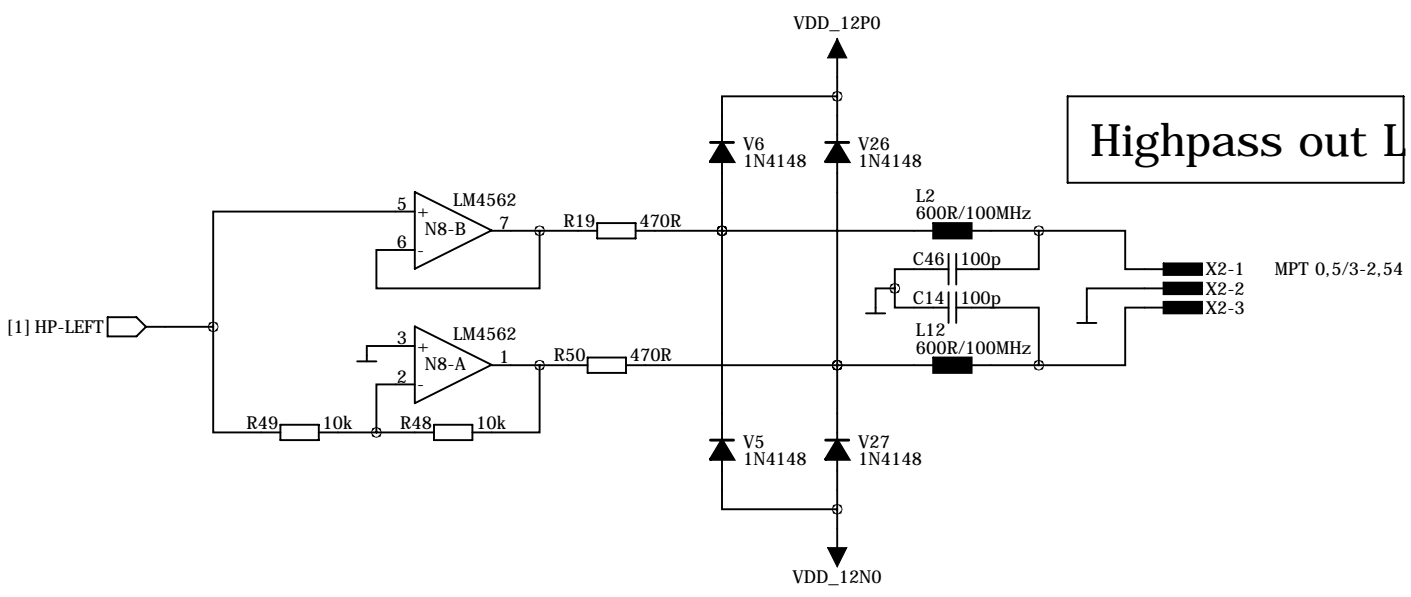 VDD_12P0
V6
1N4148
V26
1N4148
Highpass out L
L2
600R/100MHz
LM4562
5
+
N8-B
7
6
-
R19
470R
C46
100p
X2-1
MPT 0,5/3-2,54
X2-2
X2-3
C14
100p
[1] HP-LEFT
LM4562
3
+
N8-A
1
2
-
R50
470R
L12
600R/100MHz
R49
10k
R48
10k
V5
1N4148
V27
1N4148
VDD_12N0